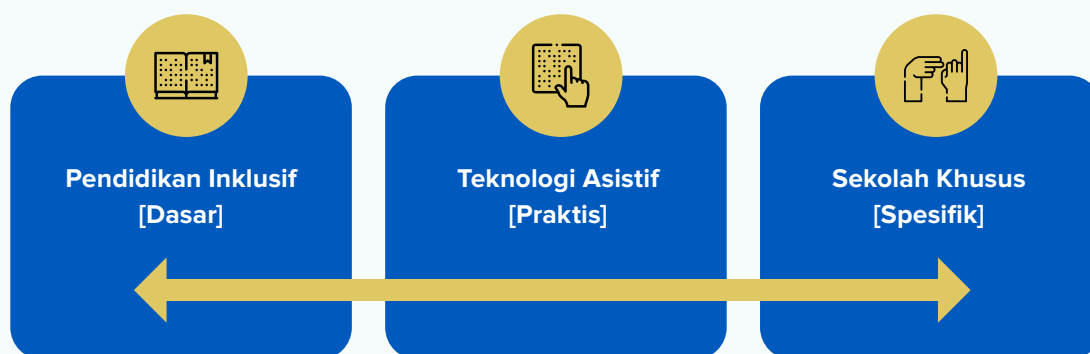 Pendidikan Inklusif
[Dasar]
Teknologi Asistif
[Praktis]
Sekolah Khusus
[Spesifik]